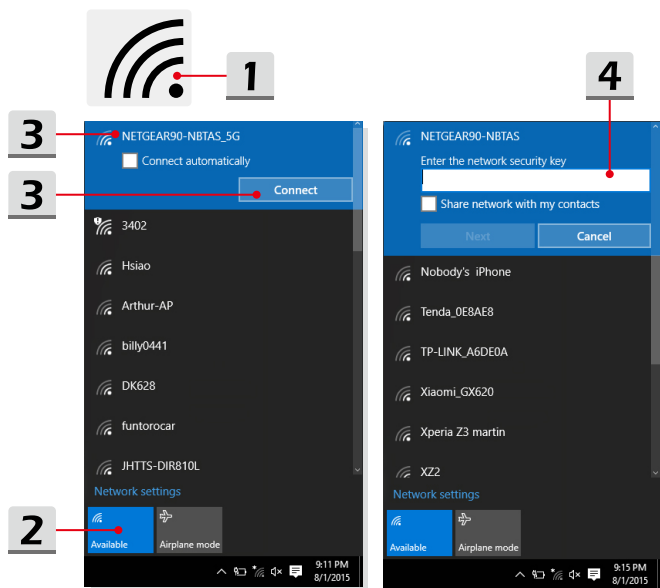 1
3
NETGEAR90-NBTAS_5G
Connect automatically
3
Connect
3402
Hsiao
Arthur-AP
billy0441
DK628
funtorocar
JHTTS-DIR810L
Network settings
2
Available
Airplane mode
9:11 PM
8/1/2015
4
NETGEAR90-NBTAS
Enter the network security key
Share network with my contacts
Next
Cancel
Nobody's iPhone
Tenda_0E8AE8
TP-LINK_A6DE0A
Xiaomi_GX620
Xperia Z3 martin
XZ2
Network settings
Available
Airplane mode
9:15 PM
8/1/2015